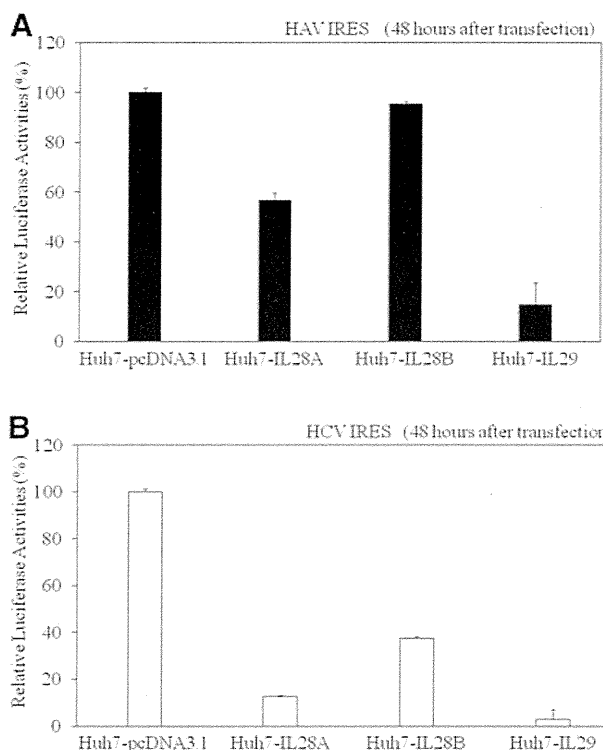 A
HAV IRES (48 hours after transfection)
Relative Luciferase Activities (%)
120
100
80
60
40
20
0
Huh7-pcDNA3.1
Huh7-IL28A
Huh7-IL28B
Huh7-IL29
B
HCV IRES (48 hours after transfection
Relative Luciferase Activities (%)
120
100
80
60
40
20
0
Huh7-pcDNA3.1
Huh7-IL28A
Huh7-IL28B
Huh7-IL29